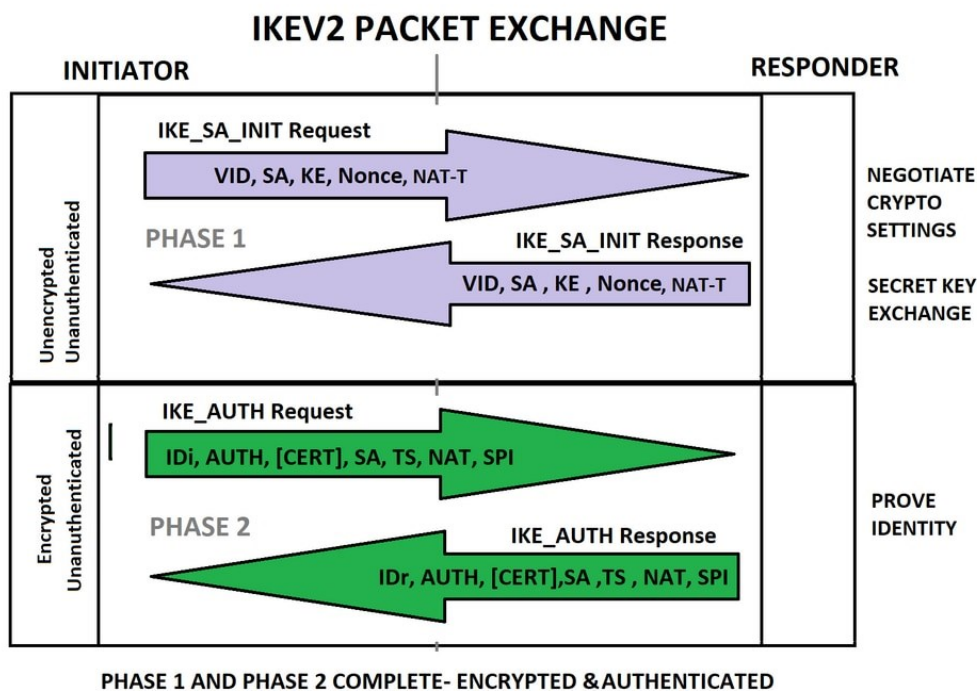 IKEV2 PACKET EXCHANGE
INITIATOR
RESPONDER
Unencrypted
Unauthenticated
IKE_SA_INIT Request
VID, SA, KE, Nonce, NAT-T
PHASE 1
IKE_SA_INIT Response
VID, SA , KE , Nonce, NAT-T
NEGOTIATE
CRYPTO
SETTINGS
SECRET KEY
EXCHANGE
Encrypted
Unauthenticated
IKE_AUTH Request
IDi, AUTH, [CERT], SA, TS, NAT, SPI
PHASE 2
IKE_AUTH Response
IDr, AUTH, [CERT],SA ,TS , NAT, SPI
PROVE
IDENTITY
PHASE 1 AND PHASE 2 COMPLETE- ENCRYPTED &AUTHENTICATED